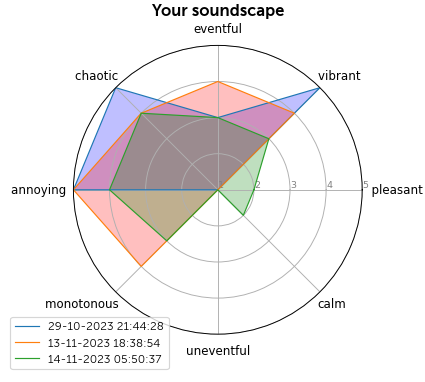 Your soundscape
eventful
chaotic
vibrant
annoying
1 2 3 4 5
pleasant
monotonous
calm
uneventful
29-10-2023 21:44:28
13-11-2023 18:38:54
14-11-2023 05:50:37